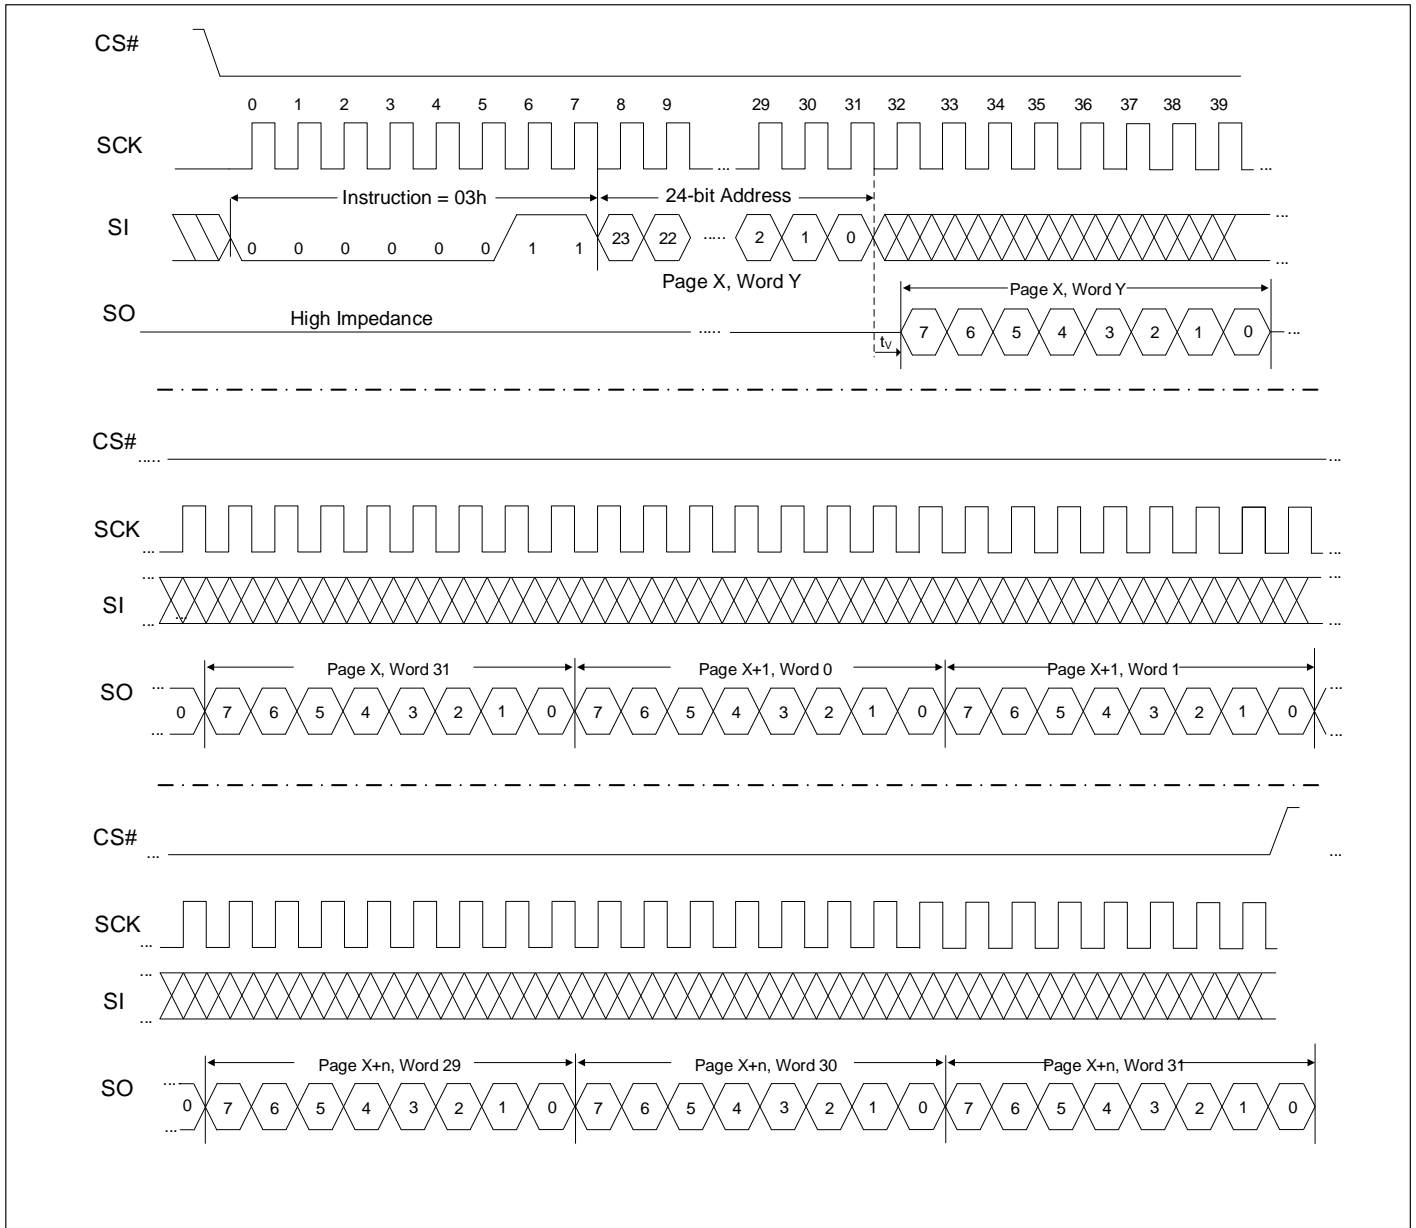 CS#
0 1 2 3 4 5 6 7 8 9 29 30 31 32 33 34 35 36 37 38 39
SCK
... ...
Instruction = 03h 24-bit Address
SI
0 0 0 0 0 0 1 1 23 22 ..... 2 1 0 ... ...
Page X, Word Y
Page X, Word Y
SO High Impedance ..... 7 6 5 4 3 2 1 0 ...
tV
CS#
..... ...
SCK
... ...
SI
... ... ... ... ...
Page X, Word 31 Page X+1, Word 0 Page X+1, Word 1
SO
... 0 7 6 5 4 3 2 1 0 7 6 5 4 3 2 1 0 7 6 5 4 3 2 1 0 ...
... ...
CS#
... ...
SCK
...
SI
... ...
Page X+n, Word 29 Page X+n, Word 30 Page X+n, Word 31
SO
... 0 7 6 5 4 3 2 1 0 7 6 5 4 3 2 1 0 7 6 5 4 3 2 1 0
...